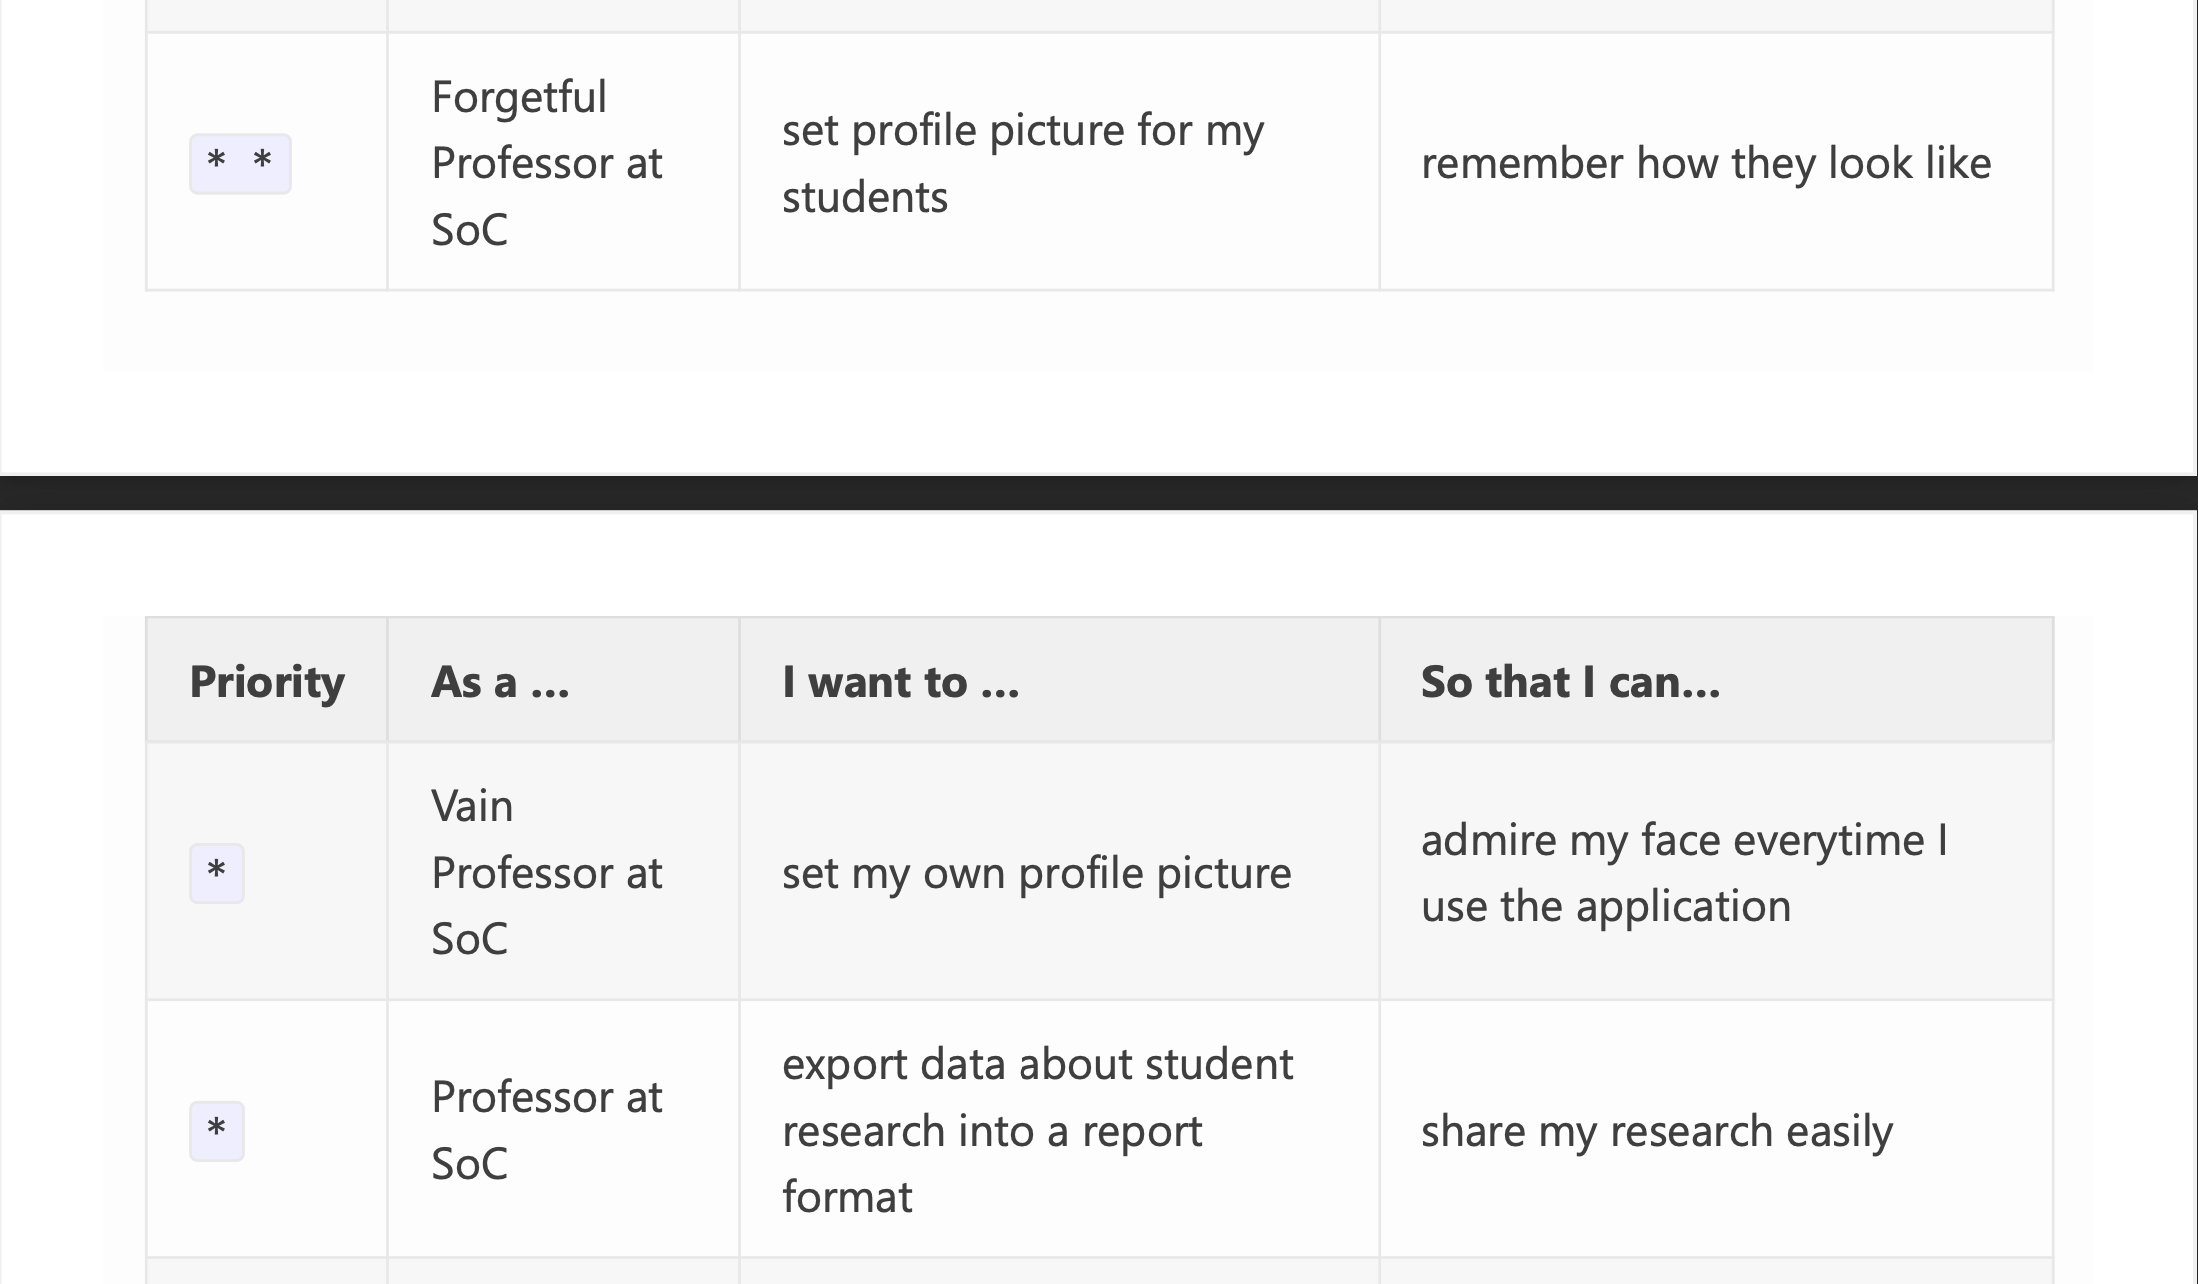 * *
Forgetful
Professor at
SoC
set profile picture for my
students
remember how they look like
Priority
As a ...
I want to ...
So that I can...
*
Vain
Professor at
SoC
set my own profile picture
admire my face everytime I
use the application
*
Professor at
SoC
export data about student
research into a report
format
share my research easily